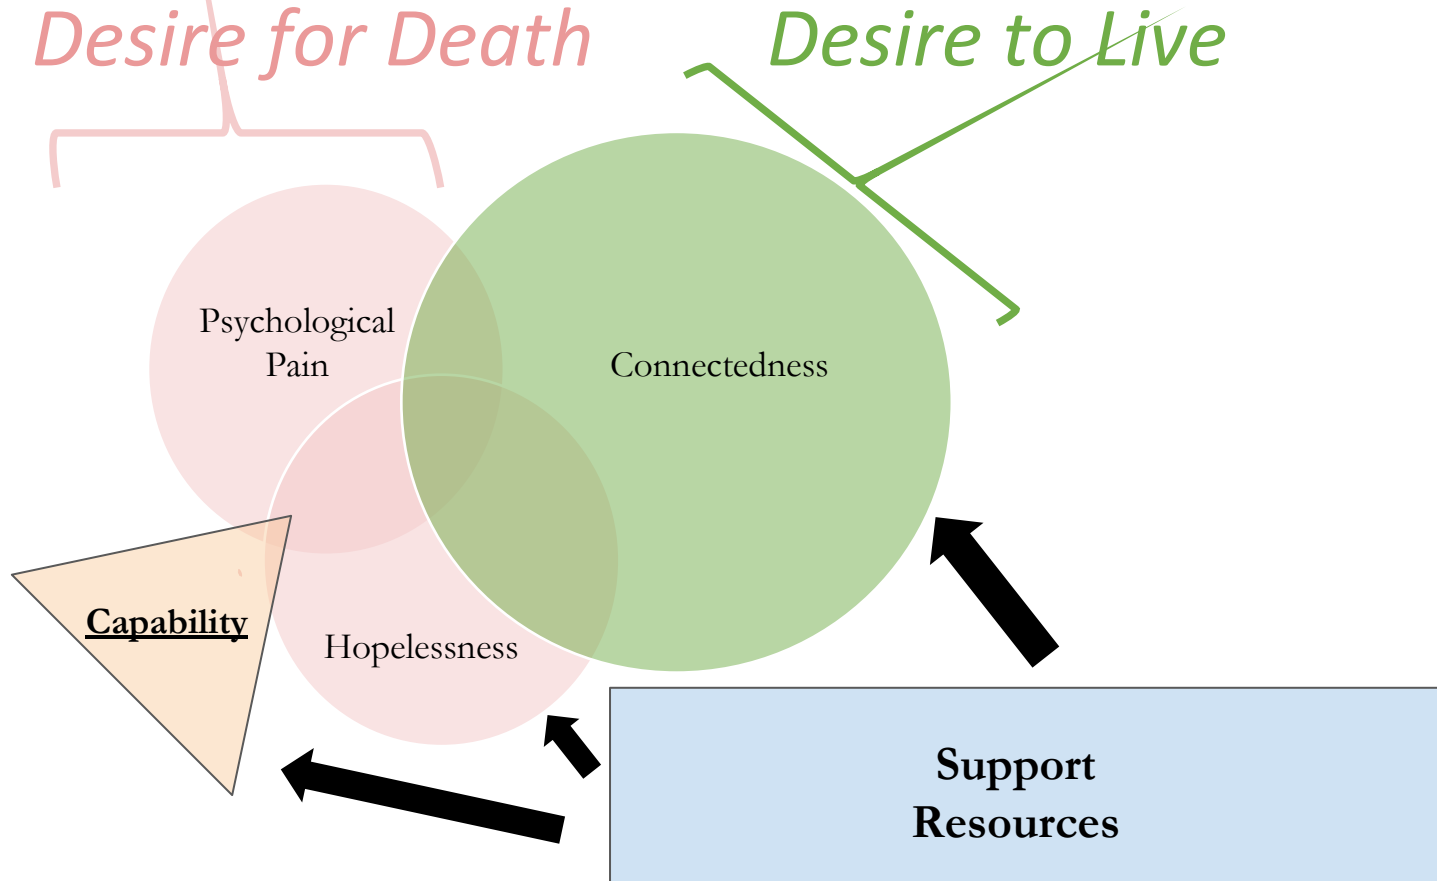 Desire for Death
Desire to Live
Psychological
Pain
Connectedness
Capability
Hopelessness
Support
Resources